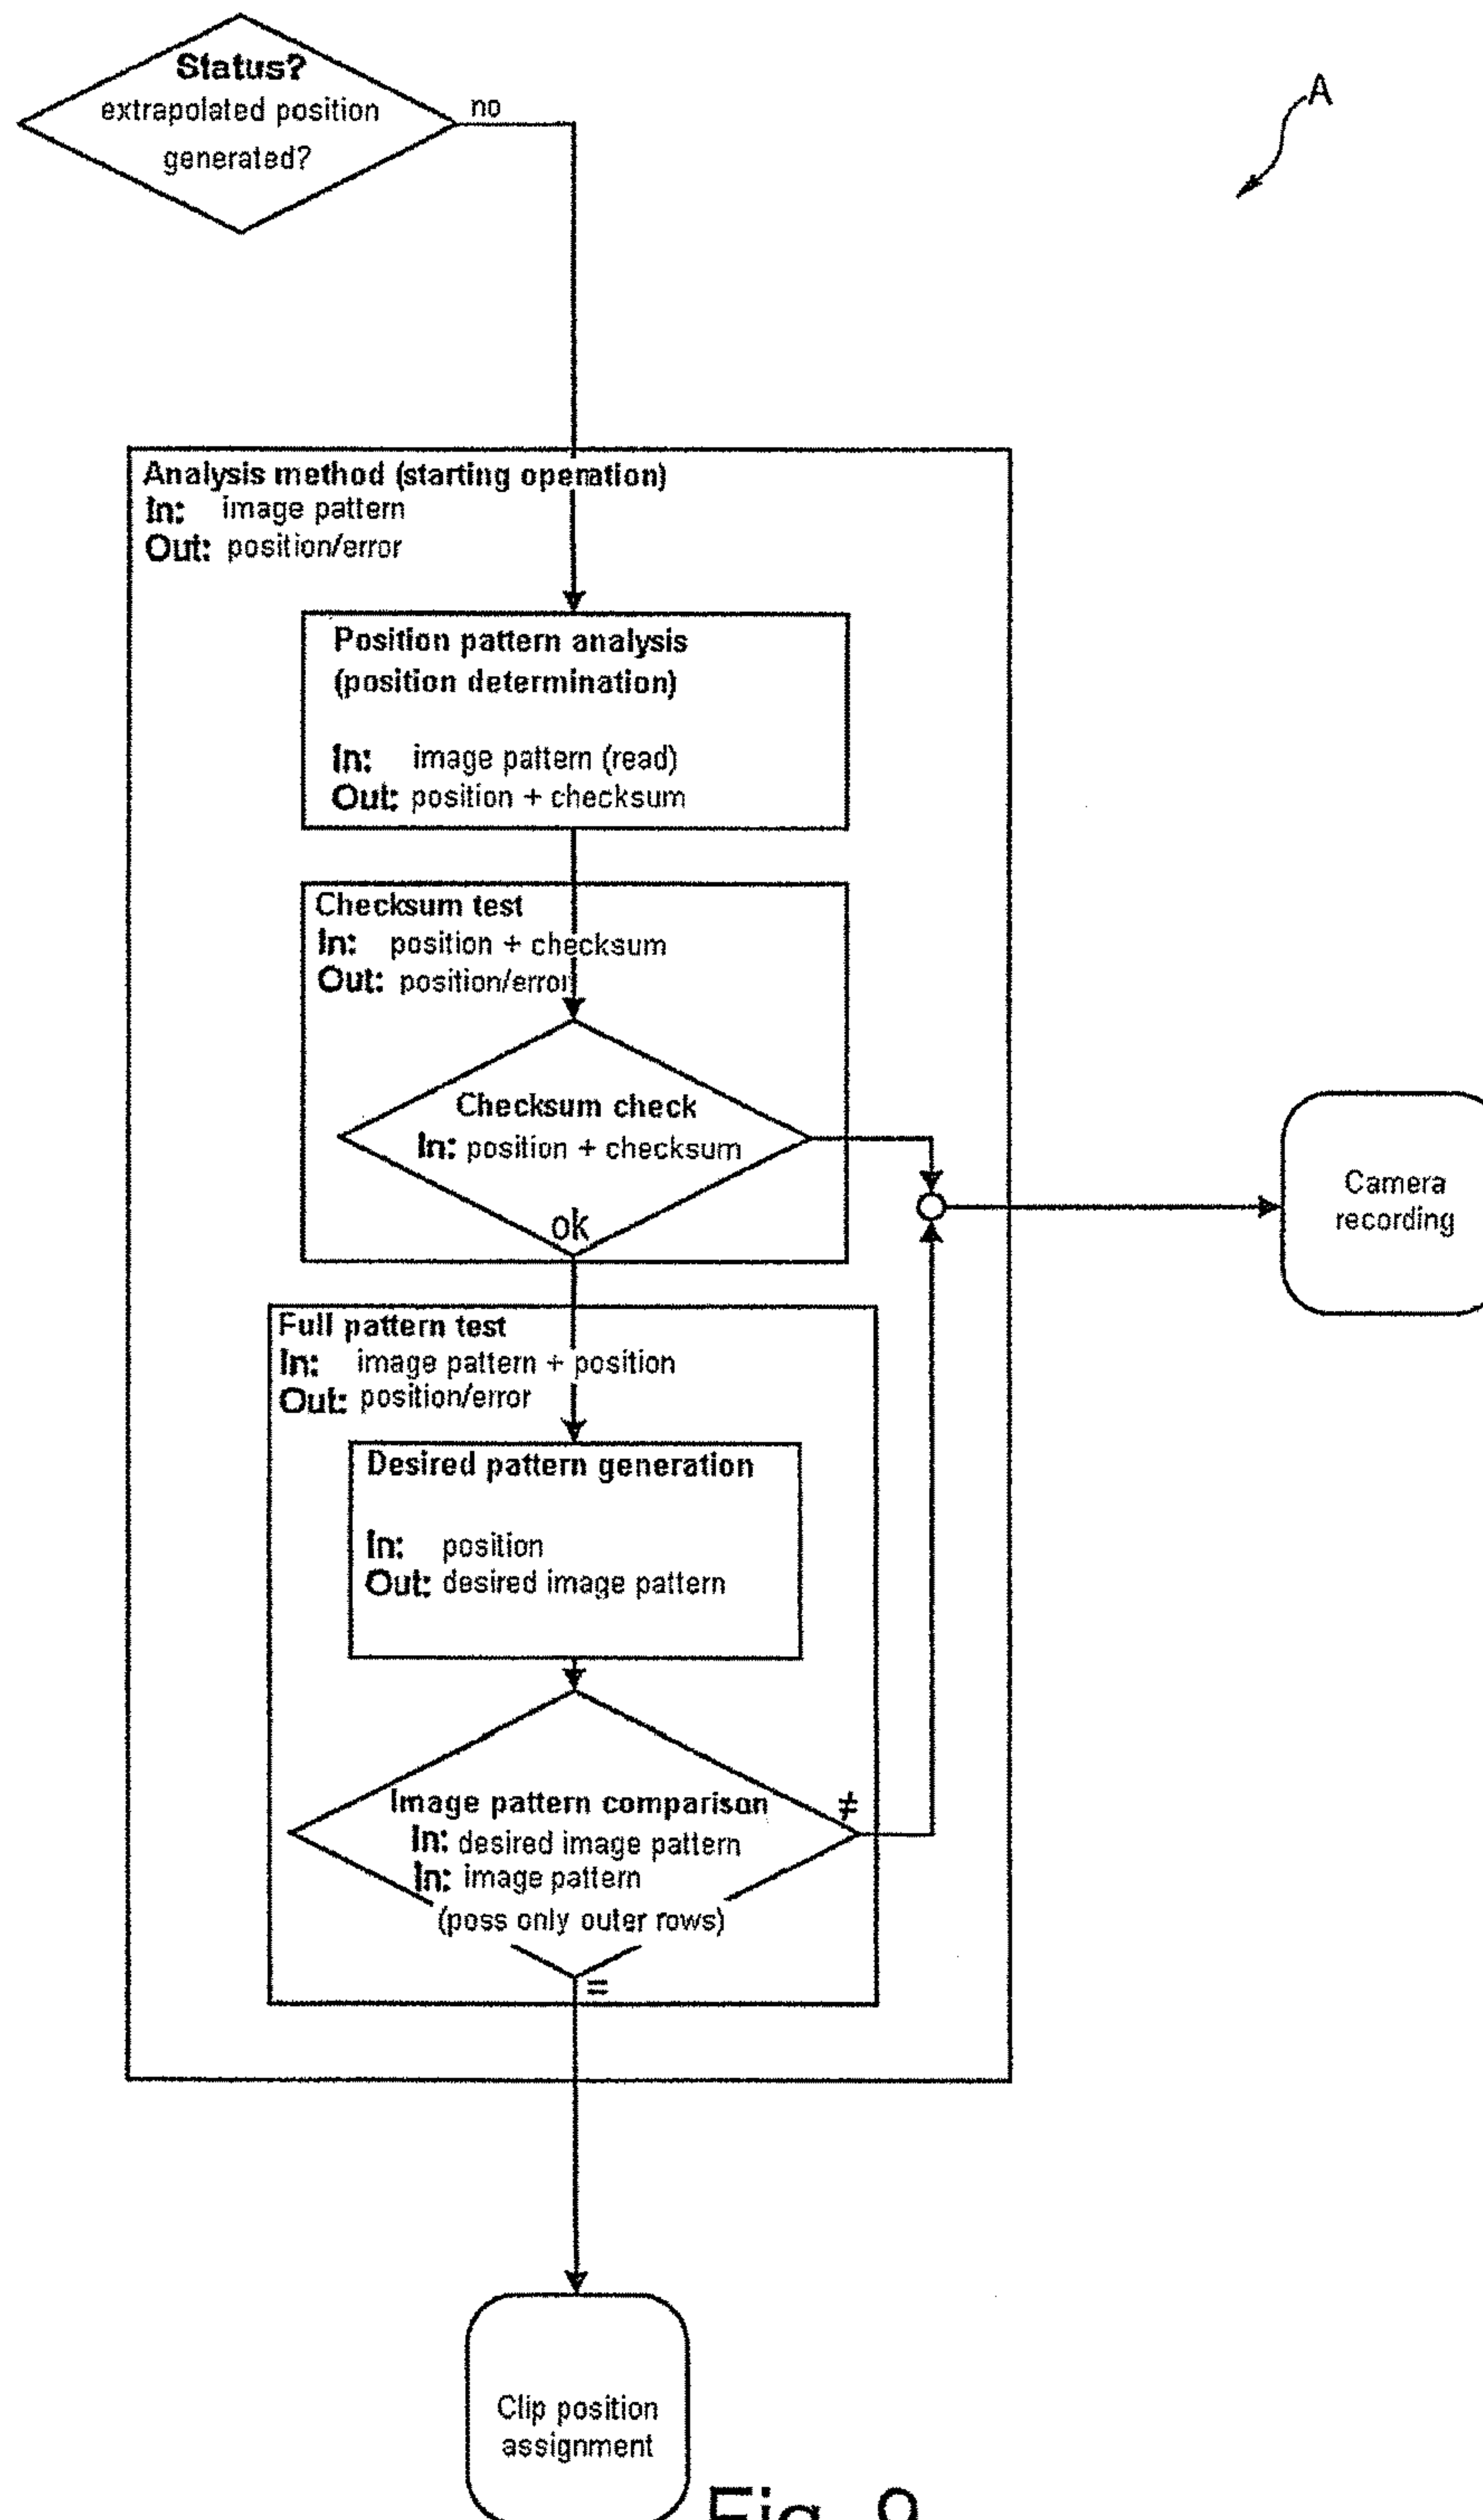 Status?
extrapolated position
generated?
no
A
Analysis method (starting operation)
In: image pattern
Out: position/error
Position pattern analysis
(position determination)
In: image pattern (read)
Out: position + checksum
Checksum test
In: position + checksum
Out: position/error
Checksum check
In: position + checksum
ok
Camera
recording
Full pattern test
In: image pattern + position
Out: position/error
Desired pattern generation
In: position
Out: desired image pattern
Image pattern comparison
≠
In: desired image pattern
In: image pattern
(poss only outer rows)
=
Clip position
assignment
Fig. 9